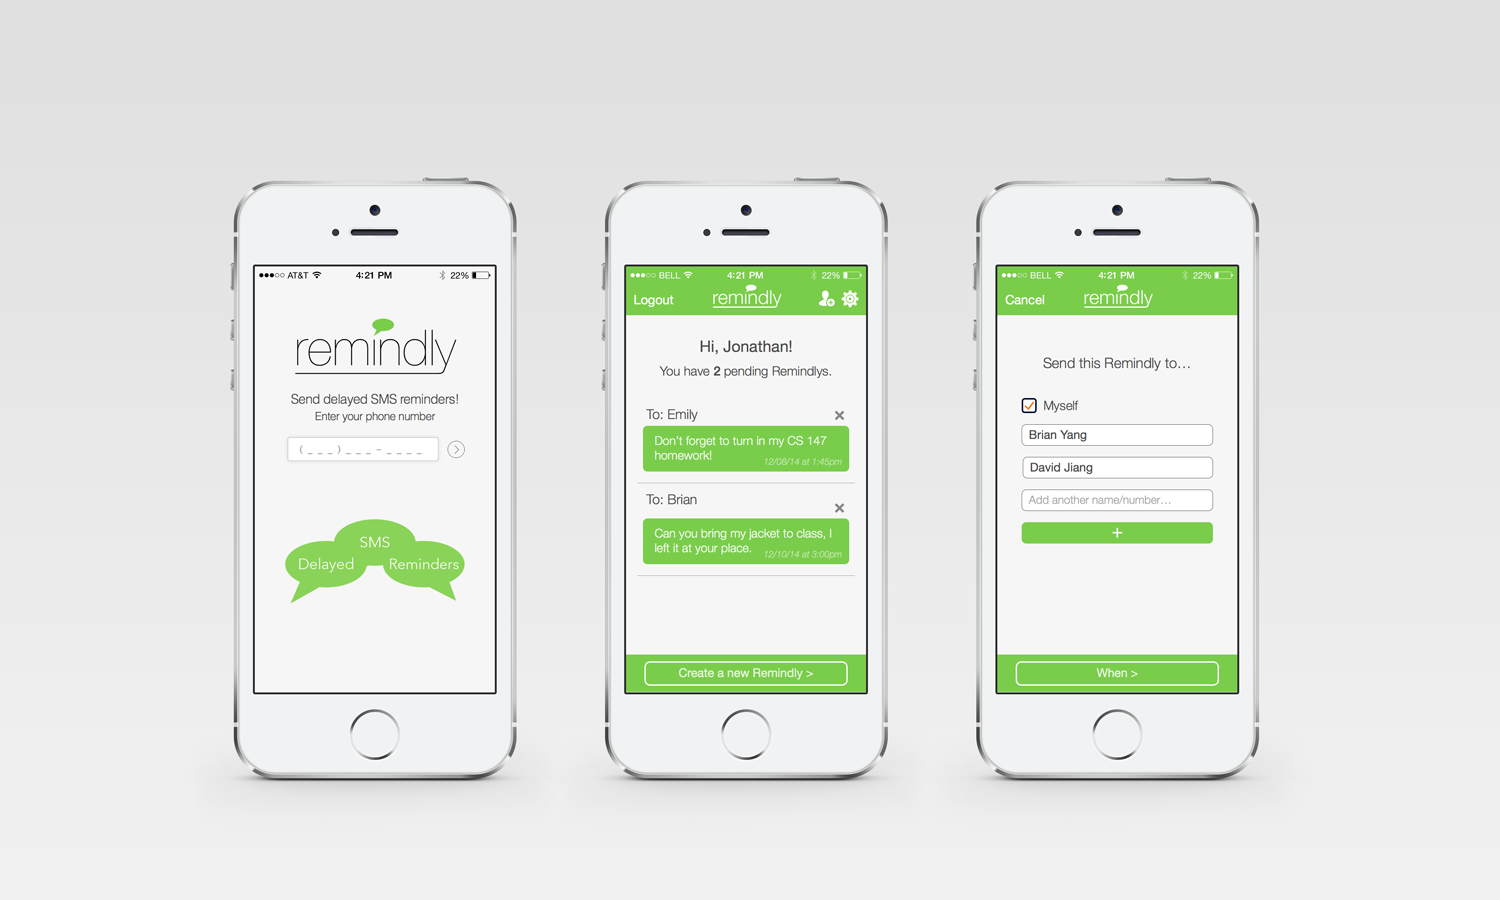 AT&T 4:21 PM 22%
remindly
Send delayed SMS reminders!
Enter your phone number
( _ _ _ ) _ _ _ - _ _ _ _
SMS
Delayed Reminders
BELL 4:21 PM 22%
Logout remindly
Hi, Jonathan!
You have 2 pending Remindlys.
To: Emily
Don't forget to turn in my CS 147
homework!
12/08/14 at 1:45pm
To: Brian
Can you bring my jacket to class, I
left it at your place.
12/10/14 at 3:00pm
Create a new Remindly >
BELL 4:21 PM 22%
Cancel remindly
Send this Remindly to…
Myself
Brian Yang
David Jiang
Add another name/number…
+
When >